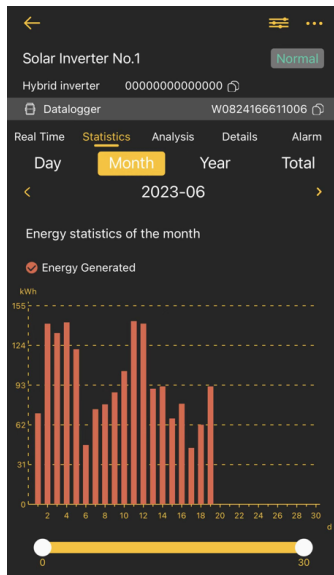 Solar Inverter No.1 Normal
Hybrid inverter 00000000000000
Datalogger W0824166611006
Real Time Statistics Analysis Details Alarm
Day Month Year Total
2023-06
Energy statistics of the month
Energy Generated
kWh
155
124
93
62
31
0
2 4 6 8 10 12 14 16 18 20 22 24 26 28 30
d
0 30